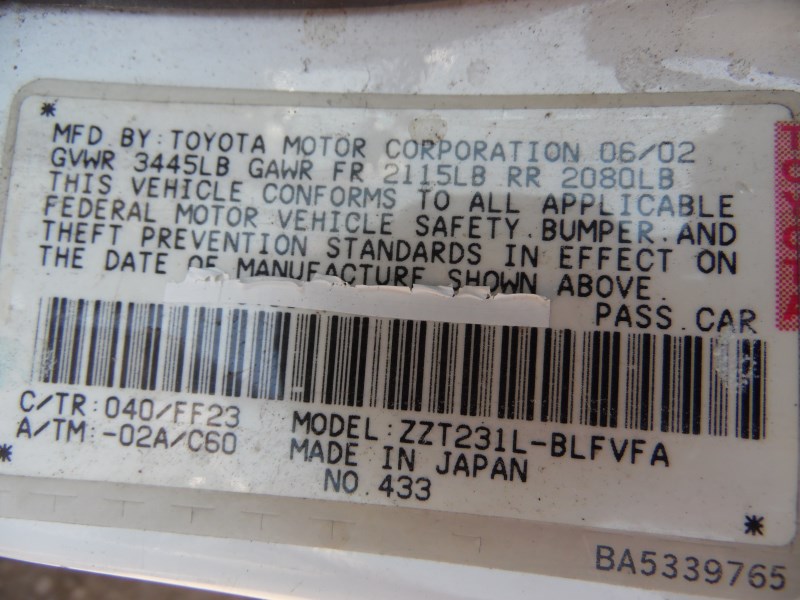 *
MFD BY: TOYOTA MOTOR CORPORATION 06/02
GVWR 3445LB GAWR FR 2115LB RR 2080LB
THIS VEHICLE CONFORMS TO ALL APPLICABLE
FEDERAL MOTOR VEHICLE SAFETY.BUMPER.AND
THEFT PREVENTION STANDARDS IN EFFECT ON
THE DATE OF MANUFACTURE SHOWN ABOVE.
PASS.CAR
C/TR:040/FF23
A/TM:-02A/C60
MODEL:ZZT231L-BLFVFA
MADE IN JAPAN
NO.433
*
*
BA5339765
TOYOTA